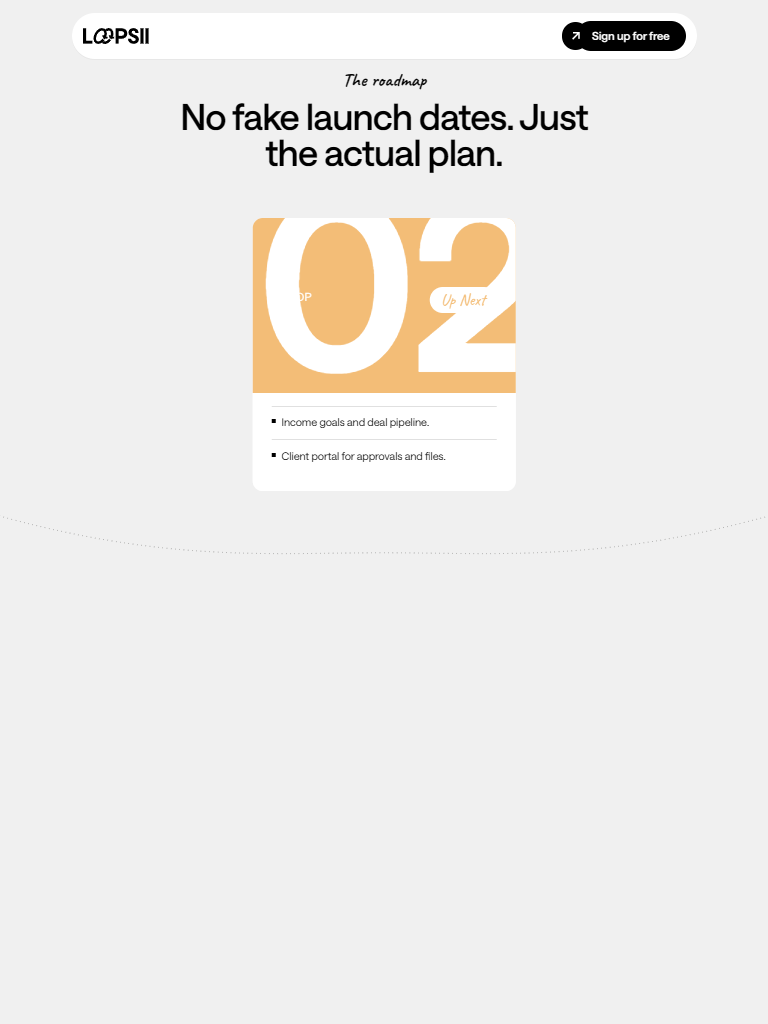 LOOPSII
Sign up for free
The roadmap
No fake launch dates. Just
the actual plan.
02
Up Next
Income goals and deal pipeline.
Client portal for approvals and files.